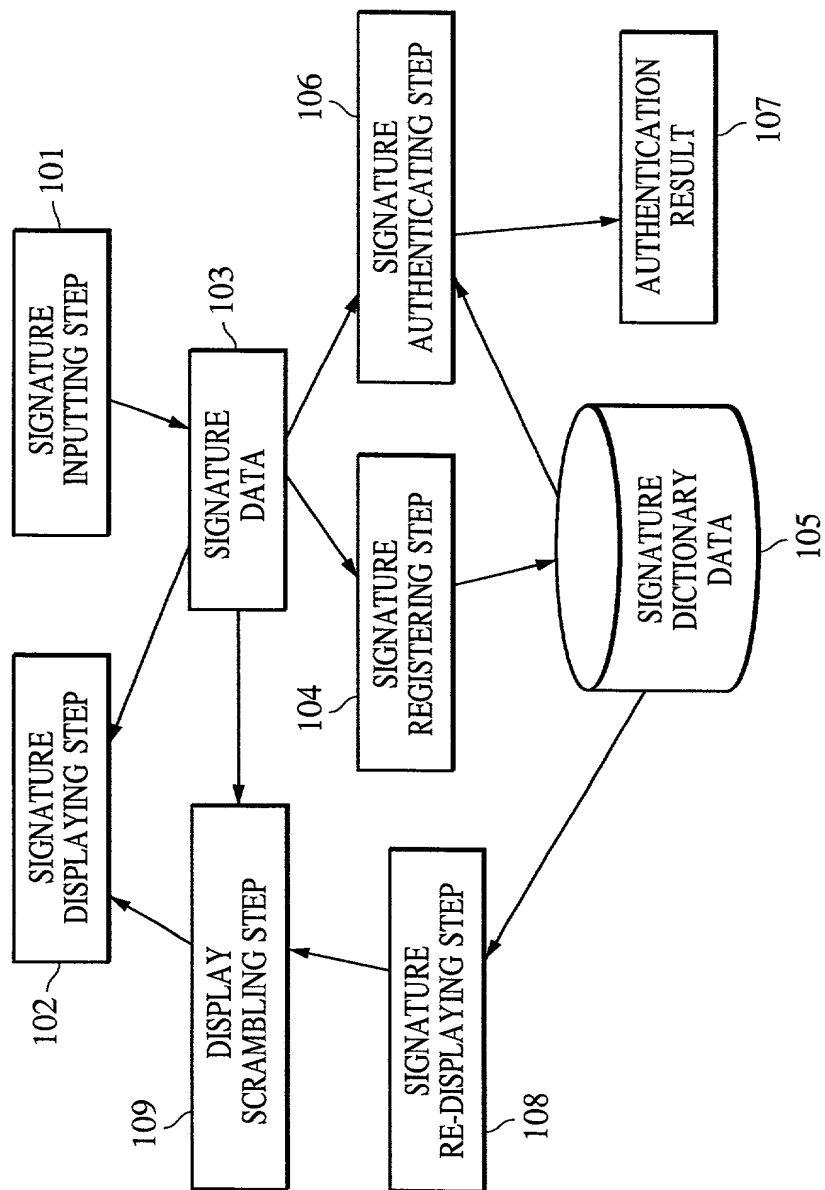 101
SIGNATURE
INPUTTING STEP
SIGNATURE
DISPLAYING STEP
102
103
SIGNATURE
DATA
DISPLAY
SCRAMBLING STEP
109
106
SIGNATURE
AUTHENTICATING STEP
SIGNATURE
REGISTERING STEP
104
SIGNATURE
RE-DISPLAYING STEP
108
SIGNATURE
DICTIONARY
DATA
105
AUTHENTICATION
RESULT
107